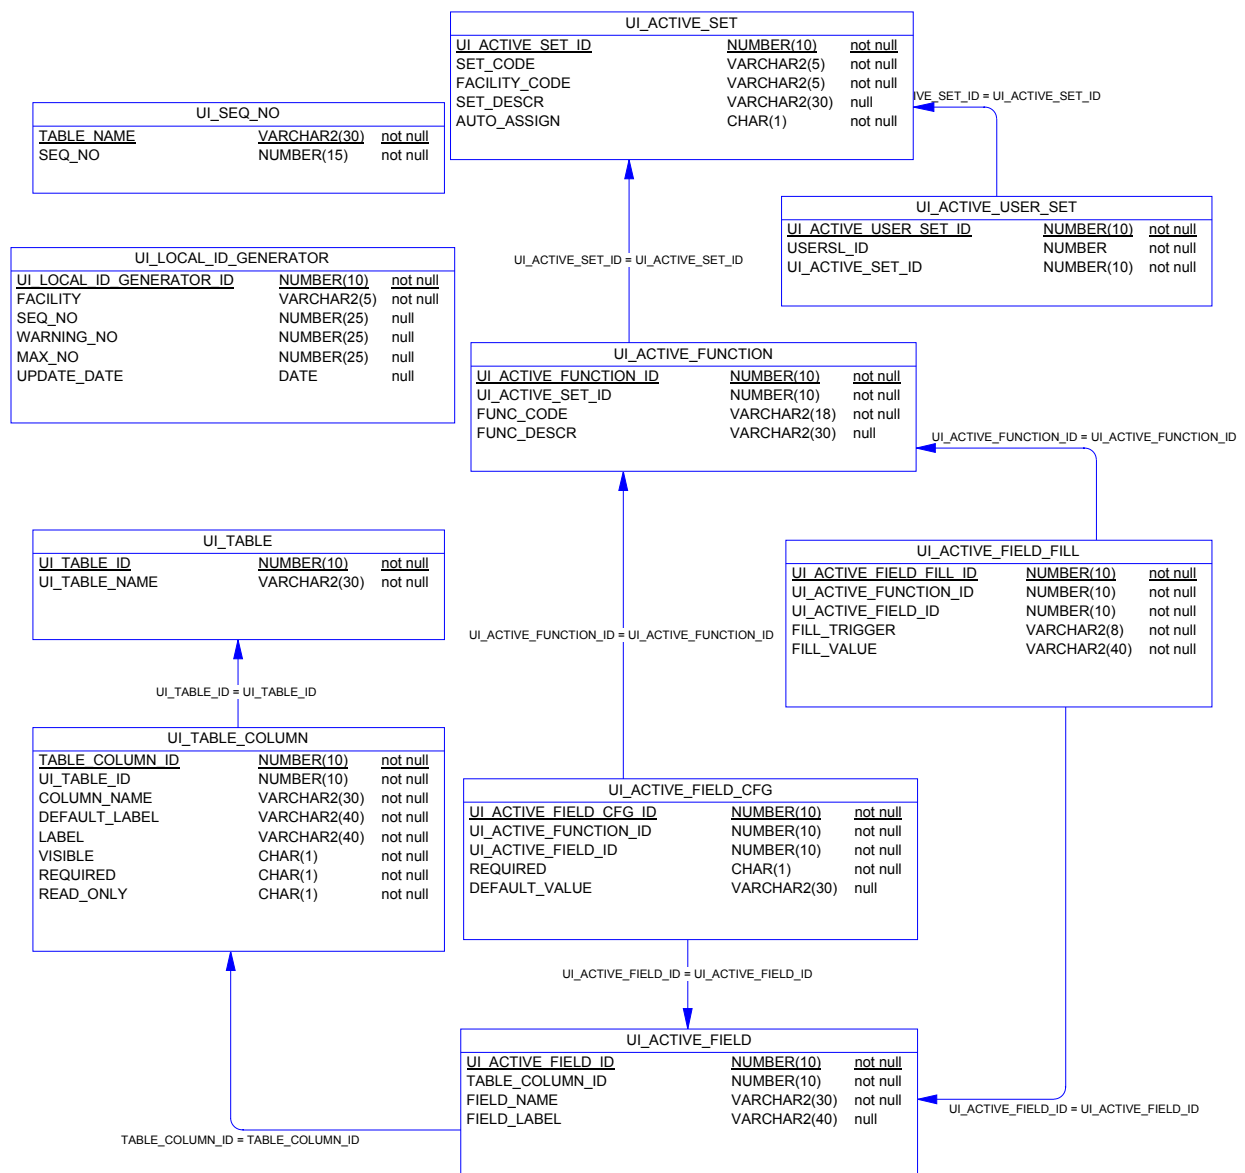 UI_ACTIVE_SET
UI_ACTIVE_SET_ID NUMBER(10) not null
SET_CODE VARCHAR2(5) not null
FACILITY_CODE VARCHAR2(5) not null
SET_DESCR VARCHAR2(30) null
AUTO_ASSIGN CHAR(1) not null
IVE_SET_ID = UI_ACTIVE_SET_ID
UI_SEQ_NO
TABLE_NAME VARCHAR2(30) not null
SEQ_NO NUMBER(15) not null
UI_ACTIVE_USER_SET
UI_ACTIVE_USER_SET_ID NUMBER(10) not null
USERSL_ID NUMBER not null
UI_ACTIVE_SET_ID NUMBER(10) not null
UI_LOCAL_ID_GENERATOR
UI_LOCAL_ID_GENERATOR_ID NUMBER(10) not null
FACILITY VARCHAR2(5) not null
SEQ_NO NUMBER(25) null
WARNING_NO NUMBER(25) null
MAX_NO NUMBER(25) null
UPDATE_DATE DATE null
UI_ACTIVE_SET_ID = UI_ACTIVE_SET_ID
UI_ACTIVE_FUNCTION
UI_ACTIVE_FUNCTION_ID NUMBER(10) not null
UI_ACTIVE_SET_ID NUMBER(10) not null
FUNC_CODE VARCHAR2(18) not null
FUNC_DESCR VARCHAR2(30) null
UI_ACTIVE_FUNCTION_ID = UI_ACTIVE_FUNCTION_ID
UI_TABLE
UI_TABLE_ID NUMBER(10) not null
UI_TABLE_NAME VARCHAR2(30) not null
UI_ACTIVE_FIELD_FILL
UI_ACTIVE_FIELD_FILL_ID NUMBER(10) not null
UI_ACTIVE_FUNCTION_ID NUMBER(10) not null
UI_ACTIVE_FIELD_ID NUMBER(10) not null
FILL_TRIGGER VARCHAR2(8) not null
FILL_VALUE VARCHAR2(40) not null
UI_ACTIVE_FUNCTION_ID = UI_ACTIVE_FUNCTION_ID
UI_TABLE_ID = UI_TABLE_ID
UI_TABLE_COLUMN
TABLE_COLUMN_ID NUMBER(10) not null
UI_TABLE_ID NUMBER(10) not null
COLUMN_NAME VARCHAR2(30) not null
DEFAULT_LABEL VARCHAR2(40) not null
LABEL VARCHAR2(40) not null
VISIBLE CHAR(1) not null
REQUIRED CHAR(1) not null
READ_ONLY CHAR(1) not null
UI_ACTIVE_FIELD_CFG
UI_ACTIVE_FIELD_CFG_ID NUMBER(10) not null
UI_ACTIVE_FUNCTION_ID NUMBER(10) not null
UI_ACTIVE_FIELD_ID NUMBER(10) not null
REQUIRED CHAR(1) not null
DEFAULT_VALUE VARCHAR2(30) null
UI_ACTIVE_FIELD_ID = UI_ACTIVE_FIELD_ID
UI_ACTIVE_FIELD
UI_ACTIVE_FIELD_ID NUMBER(10) not null
TABLE_COLUMN_ID NUMBER(10) not null
FIELD_NAME VARCHAR2(30) not null
FIELD_LABEL VARCHAR2(40) null
UI_ACTIVE_FIELD_ID = UI_ACTIVE_FIELD_ID
TABLE_COLUMN_ID = TABLE_COLUMN_ID